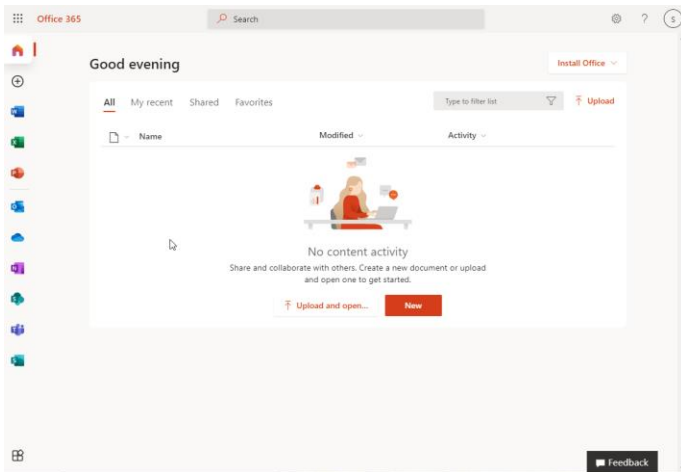 Office 365
Search
?
S
Good evening
Install Office
All My recent Shared Favorites
Type to filter list
Upload
Name Modified Activity
No content activity
Share and collaborate with others. Create a new document or upload
and open one to get started.
Upload and open... New
Feedback